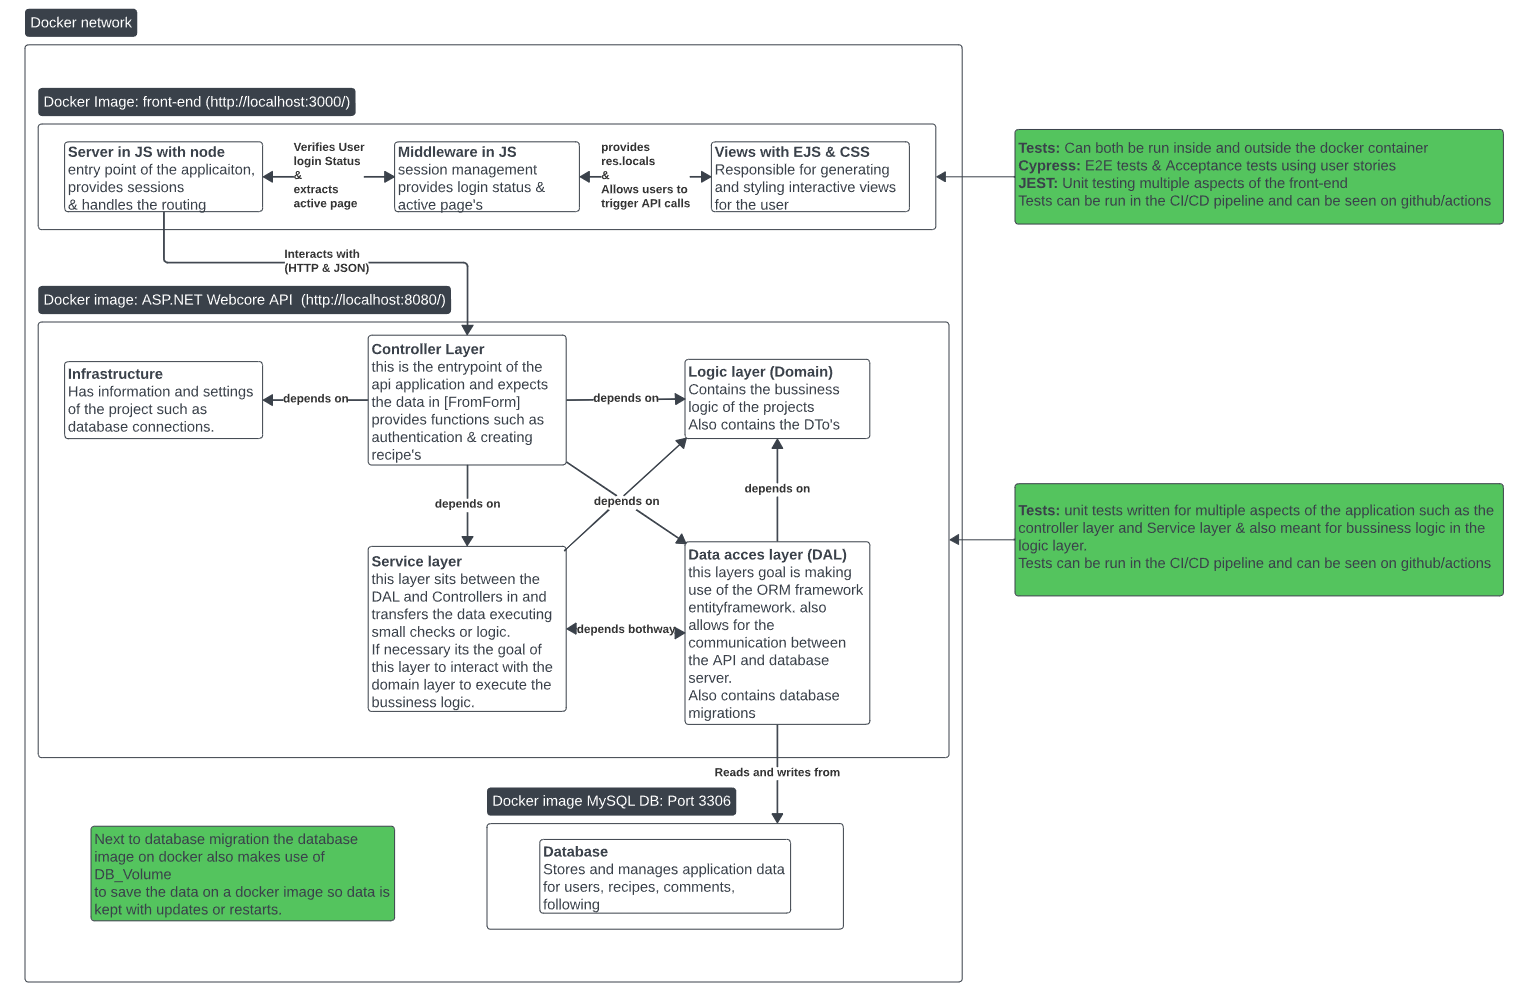 Docker network
Docker Image: front-end (http://localhost:3000/)
Server in JS with node
entry point of the applicaiton,
provides sessions
& handles the routing
Verifies User
login Status
&
extracts
active page
Middleware in JS
session management
provides login status &
active page's
provides
res.locals
&
Allows users to
trigger API calls
Views with EJS & CSS
Responsible for generating
and styling interactive views
for the user
Tests: Can both be run inside and outside the docker container
Cypress: E2E tests & Acceptance tests using user stories
JEST: Unit testing multiple aspects of the front-end
Tests can be run in the CI/CD pipeline and can be seen on github/actions
Interacts with
(HTTP & JSON)
Docker image: ASP.NET Webcore API (http://localhost:8080/)
Infrastructure
Has information and settings
of the project such as
database connections.
depends on
Controller Layer
this is the entrypoint of the
api application and expects
the data in [FromForm]
provides functions such as
authentication & creating
recipe's
depends on
Logic layer (Domain)
Contains the bussiness
logic of the projects
Also contains the DTo's
depends on
depends on
depends on
Tests: unit tests written for multiple aspects of the application such as the
controller layer and Service layer & also meant for bussiness logic in the
logic layer.
Tests can be run in the CI/CD pipeline and can be seen on github/actions
Service layer
this layer sits between the
DAL and Controllers in and
transfers the data executing
small checks or logic.
If necessary its the goal of
this layer to interact with the
domain layer to execute the
bussiness logic.
depends bothway
Data acces layer (DAL)
this layers goal is making
use of the ORM framework
entityframework. also
allows for the
communication between
the API and database
server.
Also contains database
migrations
Reads and writes from
Docker image MySQL DB: Port 3306
Database
Stores and manages application data
for users, recipes, comments,
following
Next to database migration the database
image on docker also makes use of
DB_Volume
to save the data on a docker image so data is
kept with updates or restarts.